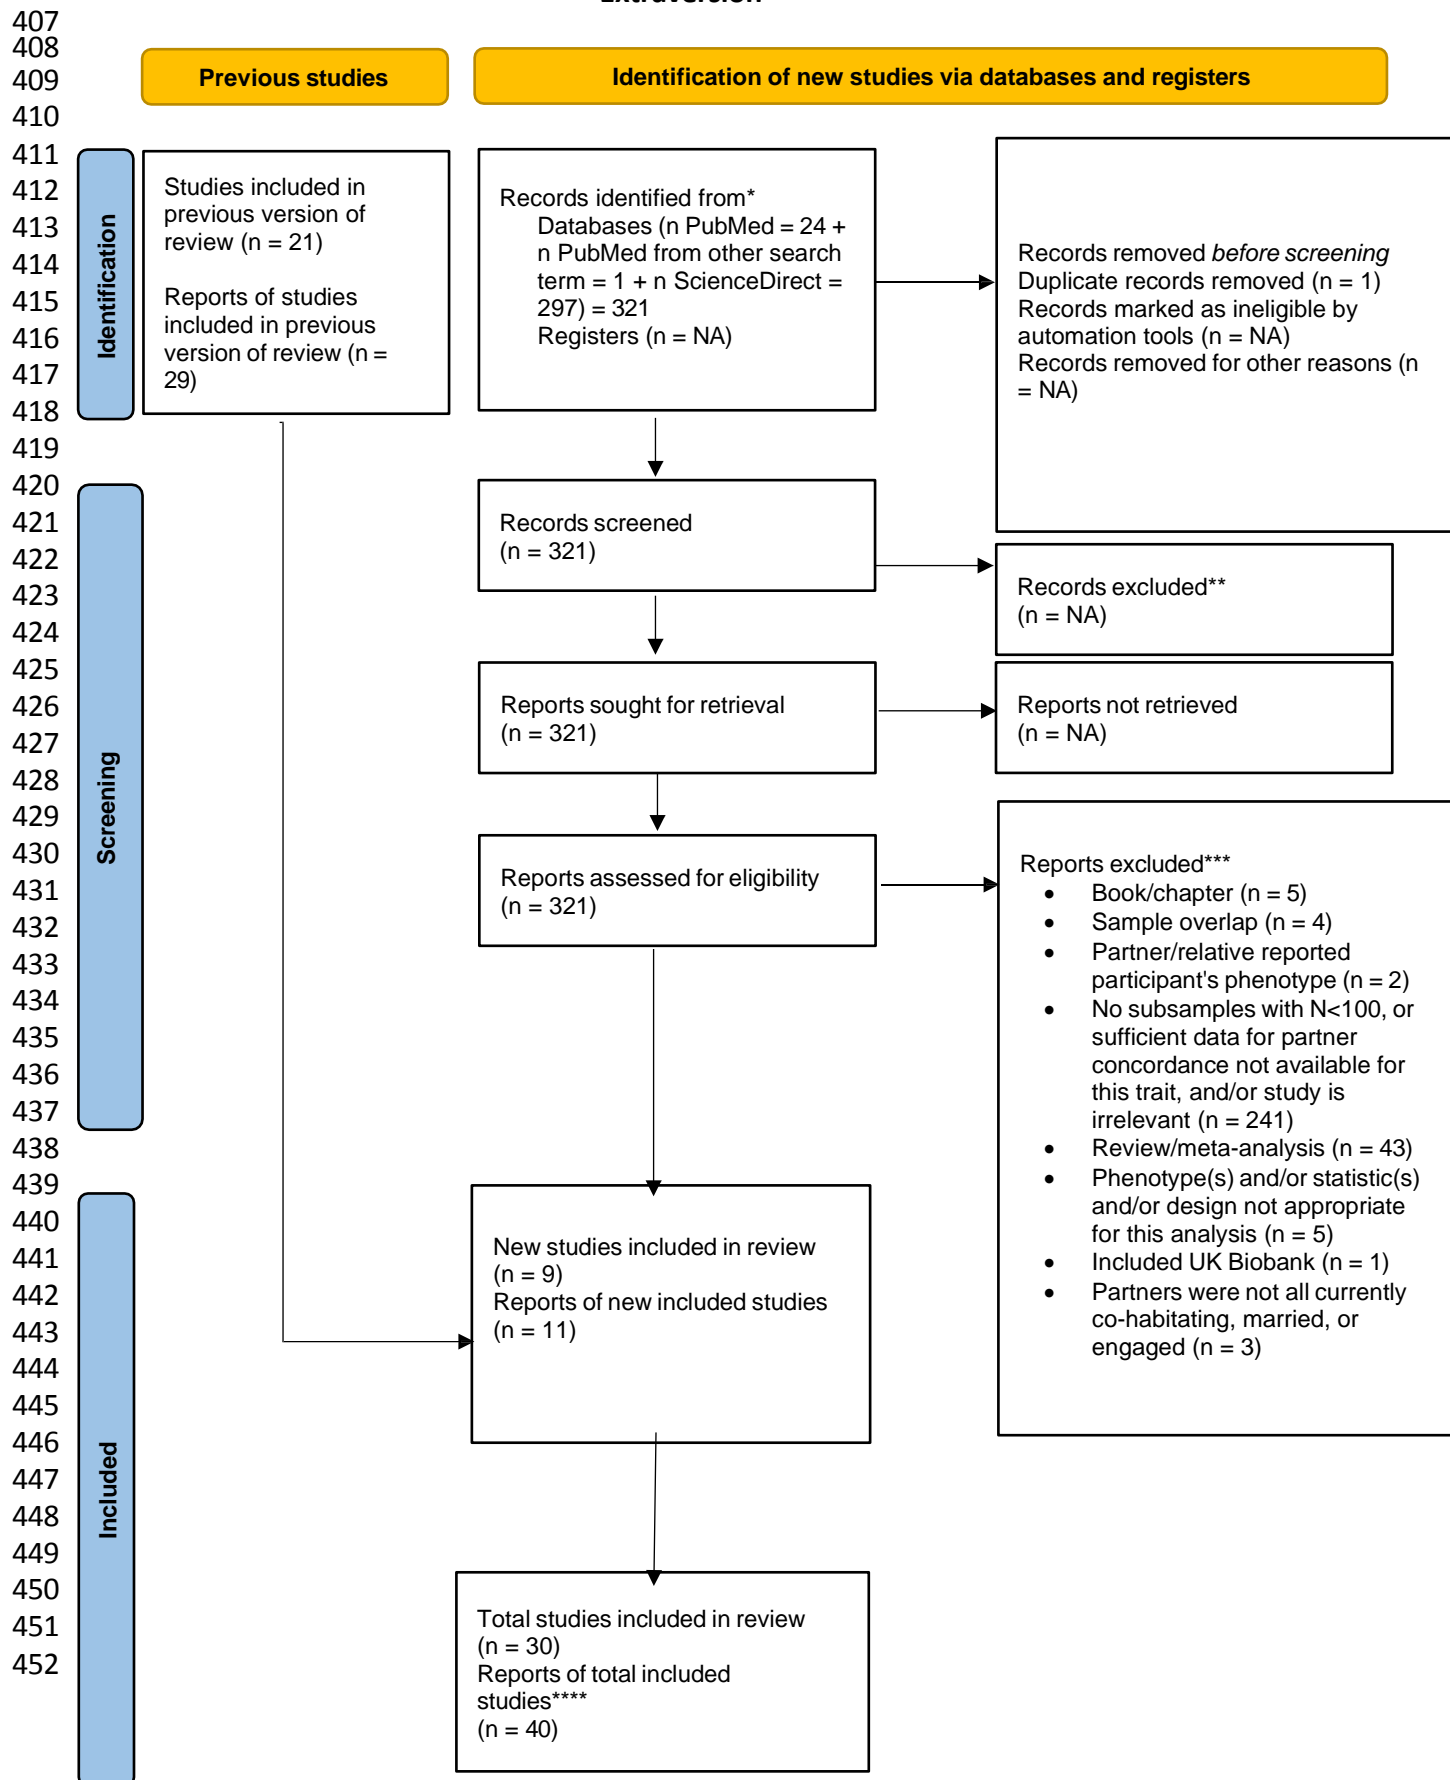 Extraversion
407
408
409
410
411
412
413
414
415
416
417
418
419
420
421
422
423
424
425
426
427
428
429
430
431
432
433
434
435
436
437
438
439
440
441
442
443
444
445
446
447
448
449
450
451
452
Previous studies
Identification of new studies via databases and registers
Identification
Studies included in
previous version of
review (n = 21)
Reports of studies
included in previous
version of review (n =
29)
Records identified from*
Databases (n PubMed = 24 +
n PubMed from other search
term = 1 + n ScienceDirect =
297) = 321
Registers (n = NA)
Records removed before screening
Duplicate records removed (n = 1)
Records marked as ineligible by
automation tools (n = NA)
Records removed for other reasons (n
= NA)
Screening
Records screened
(n = 321)
Records excluded**
(n = NA)
Reports sought for retrieval
(n = 321)
Reports not retrieved
(n = NA)
Reports assessed for eligibility
(n = 321)
Reports excluded***
• Book/chapter (n = 5)
• Sample overlap (n = 4)
• Partner/relative reported
participant's phenotype (n = 2)
• No subsamples with N<100, or
sufficient data for partner
concordance not available for
this trait, and/or study is
irrelevant (n = 241)
• Review/meta-analysis (n = 43)
• Phenotype(s) and/or statistic(s)
and/or design not appropriate
for this analysis (n = 5)
• Included UK Biobank (n = 1)
• Partners were not all currently
co-habitating, married, or
engaged (n = 3)
Included
New studies included in review
(n = 9)
Reports of new included studies
(n = 11)
Total studies included in review
(n = 30)
Reports of total included
studies****
(n = 40)